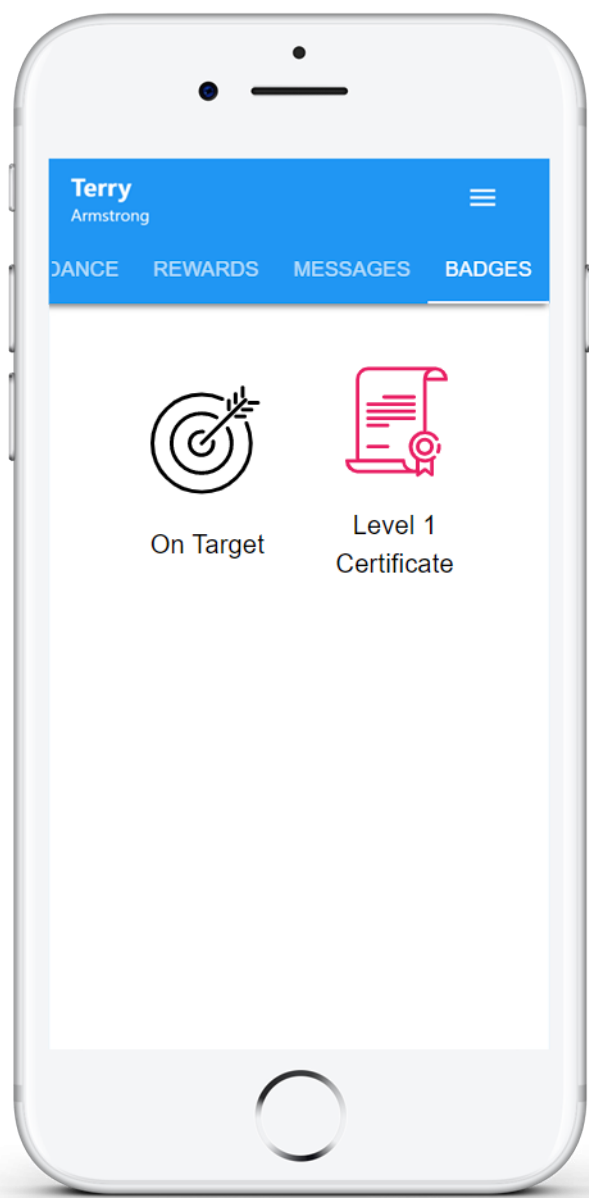 Terry
Armstrong
DANCE REWARDS MESSAGES BADGES
On Target
Level 1
Certificate